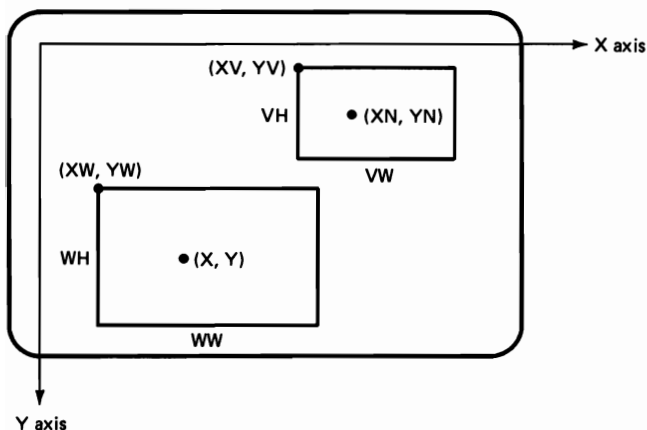 X axis
(XV, YV)
VH
(XN, YN)
VW
(XW, YW)
WH
(X, Y)
WW
Y axis